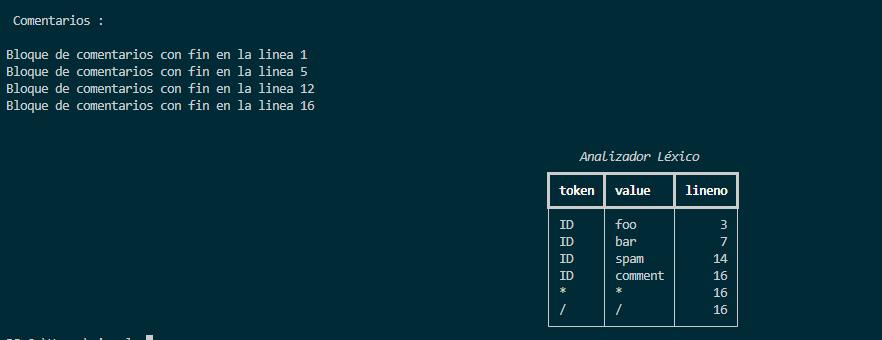 Comentarios :
Bloque de comentarios con fin en la linea 1
Bloque de comentarios con fin en la linea 5
Bloque de comentarios con fin en la linea 12
Bloque de comentarios con fin en la linea 16
Analizador Léxico
token value lineno
ID foo 3
ID bar 7
ID spam 14
ID comment 16
* * 16
/ / 16